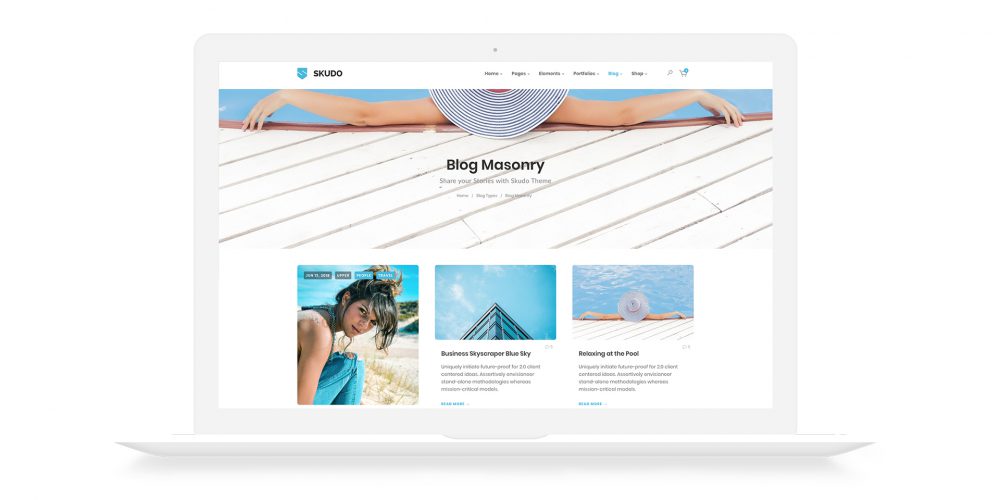 SKUDO
Home Pages Elements Portfolios Blog Shop
Blog Masonry
Share your Stories with Skudo Theme
Home / Blog Types / Blog Masonry
JUN 13, 2018 UPPER PEOPLE TRAVEL
Business Skyscraper Blue Sky
Uniquely initiate future-proof for 2.0 client
centered ideas. Assertively envisioneer
stand-alone methodologies whereas
mission-critical models.
READ MORE →
Relaxing at the Pool
Uniquely initiate future-proof for 2.0 client
centered ideas. Assertively envisioneer
stand-alone methodologies whereas
mission-critical models.
READ MORE →